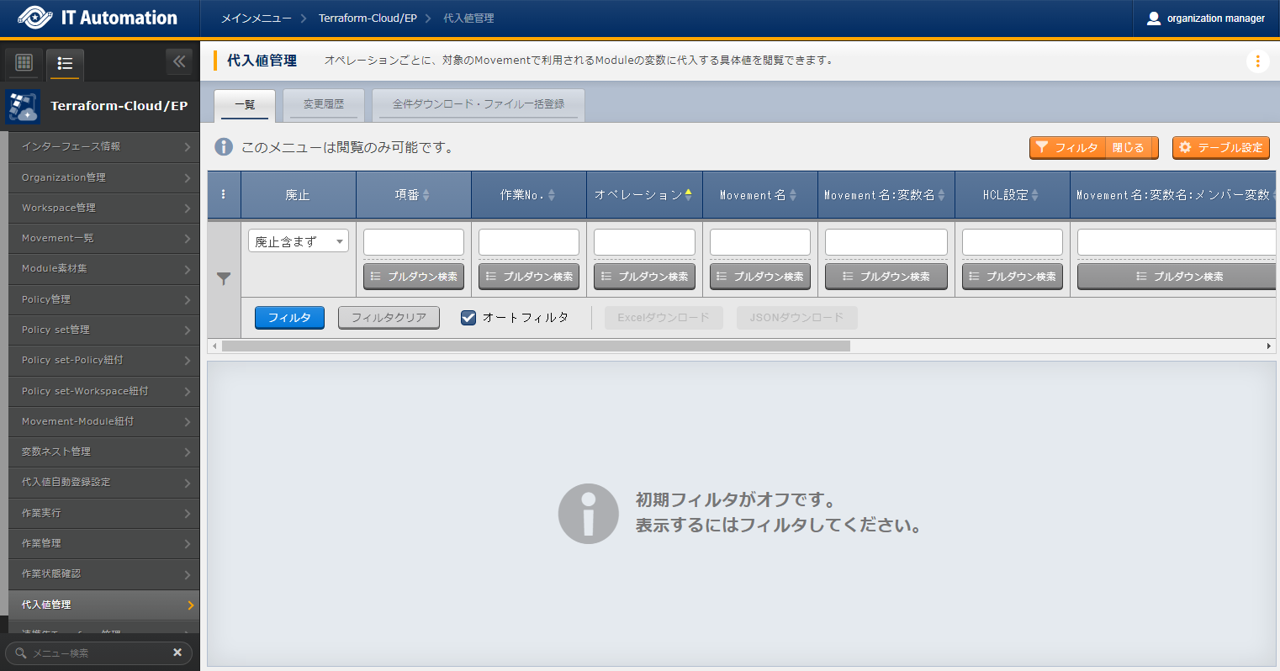 IT Automation
メインメニュー
Terraform-Cloud/EP
代入値管理
organization manager
Terraform-Cloud/EP
インターフェース情報
Organization管理
Workspace管理
Movement一覧
Module素材集
Policy管理
Policy set管理
Policy set-Policy紐付
Policy set-Workspace紐付
Movement-Module紐付
変数ネスト管理
代入値自動登録設定
作業実行
作業管理
作業状態確認
代入値管理
メニュー検索
代入値管理 オペレーションごとに、対象のMovementで利用されるModuleの変数に代入する具体値を閲覧できます。
一覧 変更履歴 全件ダウンロード・ファイル一括登録
このメニューは閲覧のみ可能です。
フィルタ 閉じる テーブル設定
廃止 項番 作業No. オペレーション Movement名 Movement名:変数名 HCL設定 Movement名:変数名:メンバー変数
廃止含まず
プルダウン検索 プルダウン検索 プルダウン検索 プルダウン検索 プルダウン検索 プルダウン検索 プルダウン検索
フィルタ フィルタクリア オートフィルタ Excelダウンロード JSONダウンロード
初期フィルタがオフです。
表示するにはフィルタしてください。